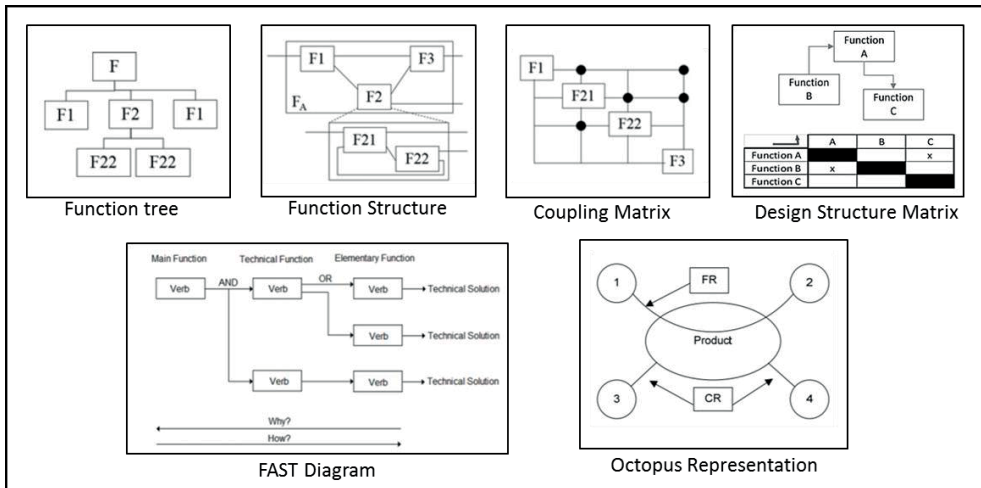 F
F1 F2 F1
F22 F22
Function tree
F1 F3
F2
FA
F21
F22
Function Structure
F1
F21
F22
F3
Coupling Matrix
Function A
Function B
Function C
A B C
Function A x
Function B x
Function C
Design Structure Matrix
Main Function Technical Function Elementary Function
Verb AND Verb OR Verb Technical Solution
Verb Technical Solution
Verb Verb Technical Solution
Why?
How?
FAST Diagram
1 FR 2
Product
3 CR 4
Octopus Representation